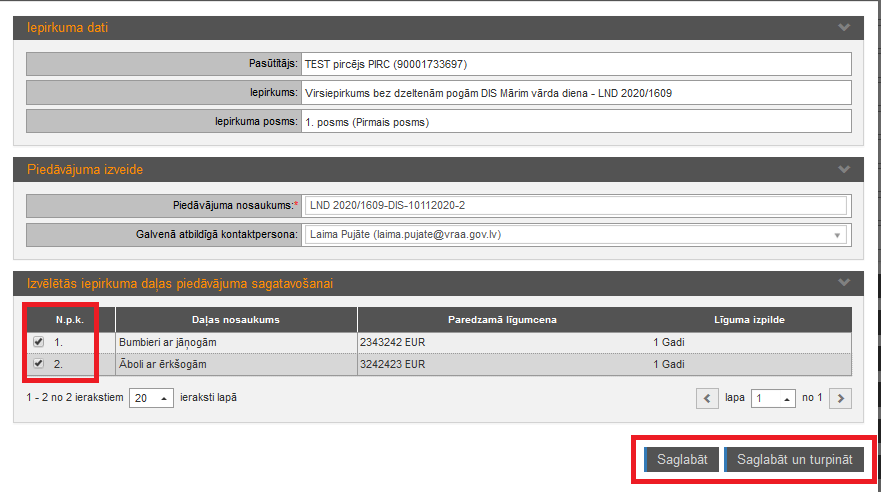 Iepirkuma dati
Pasūtītājs: TEST pircējs PIRC (90001733697)
Iepirkums: Virsiepirkums bez dzeltenām pogām DIS Mārim vārda diena - LND 2020/1609
Iepirkuma posms: 1. posms (Pirmais posms)
Piedāvājuma izveide
Piedāvājuma nosaukums:* LND 2020/1609-DIS-10112020-2
Galvenā atbildīgā kontaktpersona: Laima Pujāte (laima.pujate@vraa.gov.lv)
Izvēlētās iepirkuma daļas piedāvājuma sagatavošanai
N.p.k. Daļas nosaukums Paredzamā līgumcena Līguma izpilde
1. Bumbieri ar jāņogām 2343242 EUR 1 Gadi
2. Āboli ar ērkšogām 3242423 EUR 1 Gadi
1 - 2 no 2 ierakstiem 20 ieraksti lapā lapa 1 no 1
Saglabāt Saglabāt un turpināt